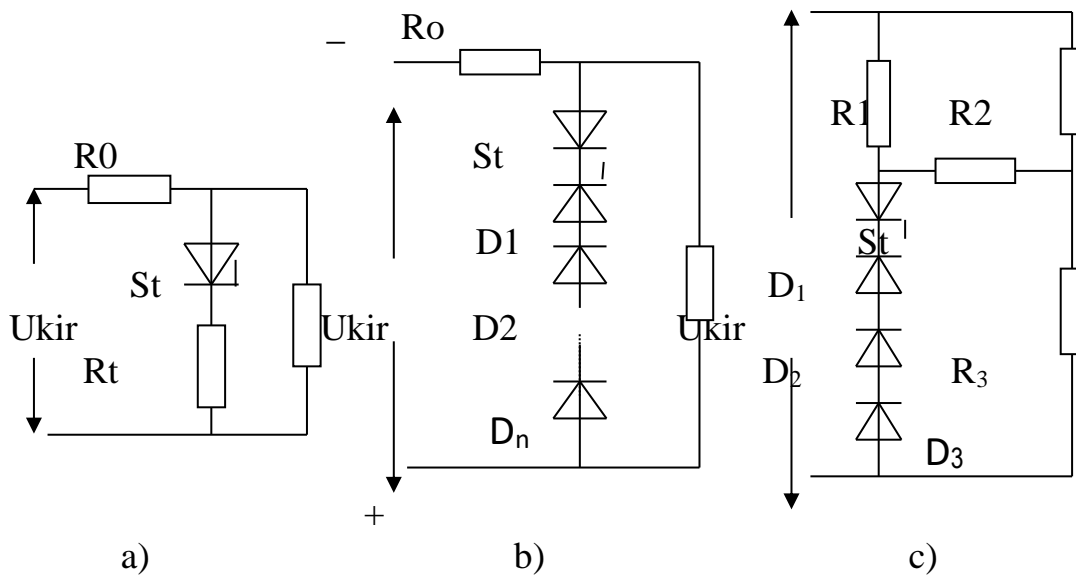 R0
St
Ukir
Rt
Ukir
a)
–
Ro
St
D1
D2
Ukir
Dn
+
b)
R1
R2
St
D1
D2
R3
D3
c)